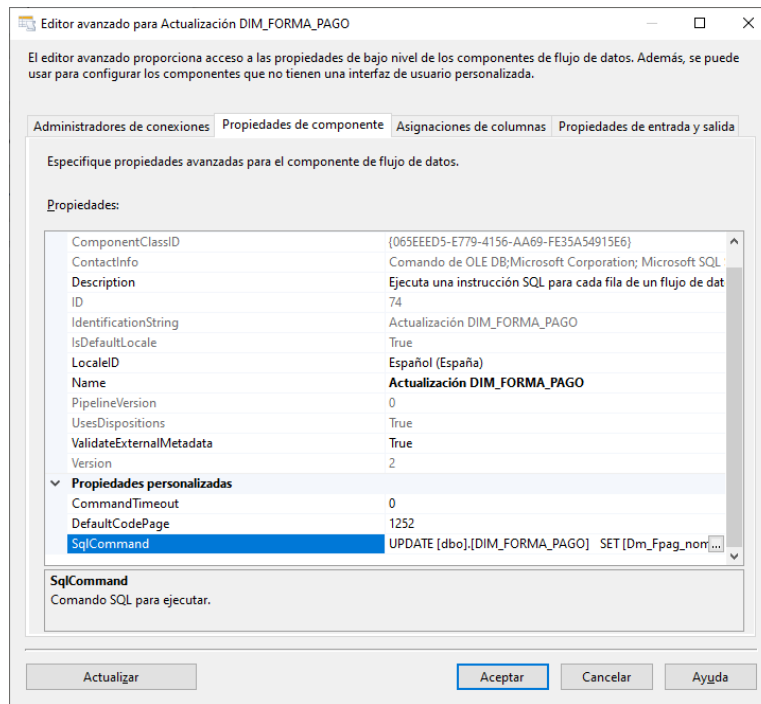 Editor avanzado para Actualización DIM_FORMA_PAGO
El editor avanzado proporciona acceso a las propiedades de bajo nivel de los componentes de flujo de datos. Además, se puede
usar para configurar los componentes que no tienen una interfaz de usuario personalizada.
Administradores de conexiones Propiedades de componente Asignaciones de columnas Propiedades de entrada y salida
Especifique propiedades avanzadas para el componente de flujo de datos.
Propiedades:
ComponentClassID {065EEED5-E779-4156-AA69-FE35A54915E6}
ContactInfo Comando de OLE DB;Microsoft Corporation; Microsoft SQL
Description Ejecuta una instrucción SQL para cada fila de un flujo de dat
ID 74
IdentificationString Actualización DIM_FORMA_PAGO
IsDefaultLocale True
LocaleID Español (España)
Name Actualización DIM_FORMA_PAGO
PipelineVersion 0
UsesDispositions True
ValidateExternalMetadata True
Version 2
Propiedades personalizadas
CommandTimeout 0
DefaultCodePage 1252
SqlCommand UPDATE [dbo].[DIM_FORMA_PAGO] SET [Dm_Fpag_nom ...
SqlCommand
Comando SQL para ejecutar.
Actualizar Aceptar Cancelar Ayuda